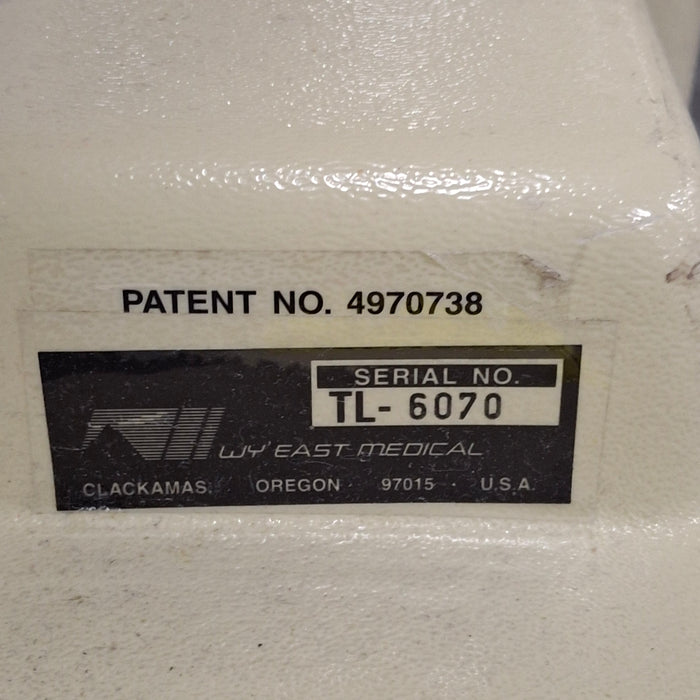 PATENT NO. 4970738
SERIAL NO.
TL- 6070
WY'EAST MEDICAL
CLACKAMAS · OREGON · 97015 · U.S.A.